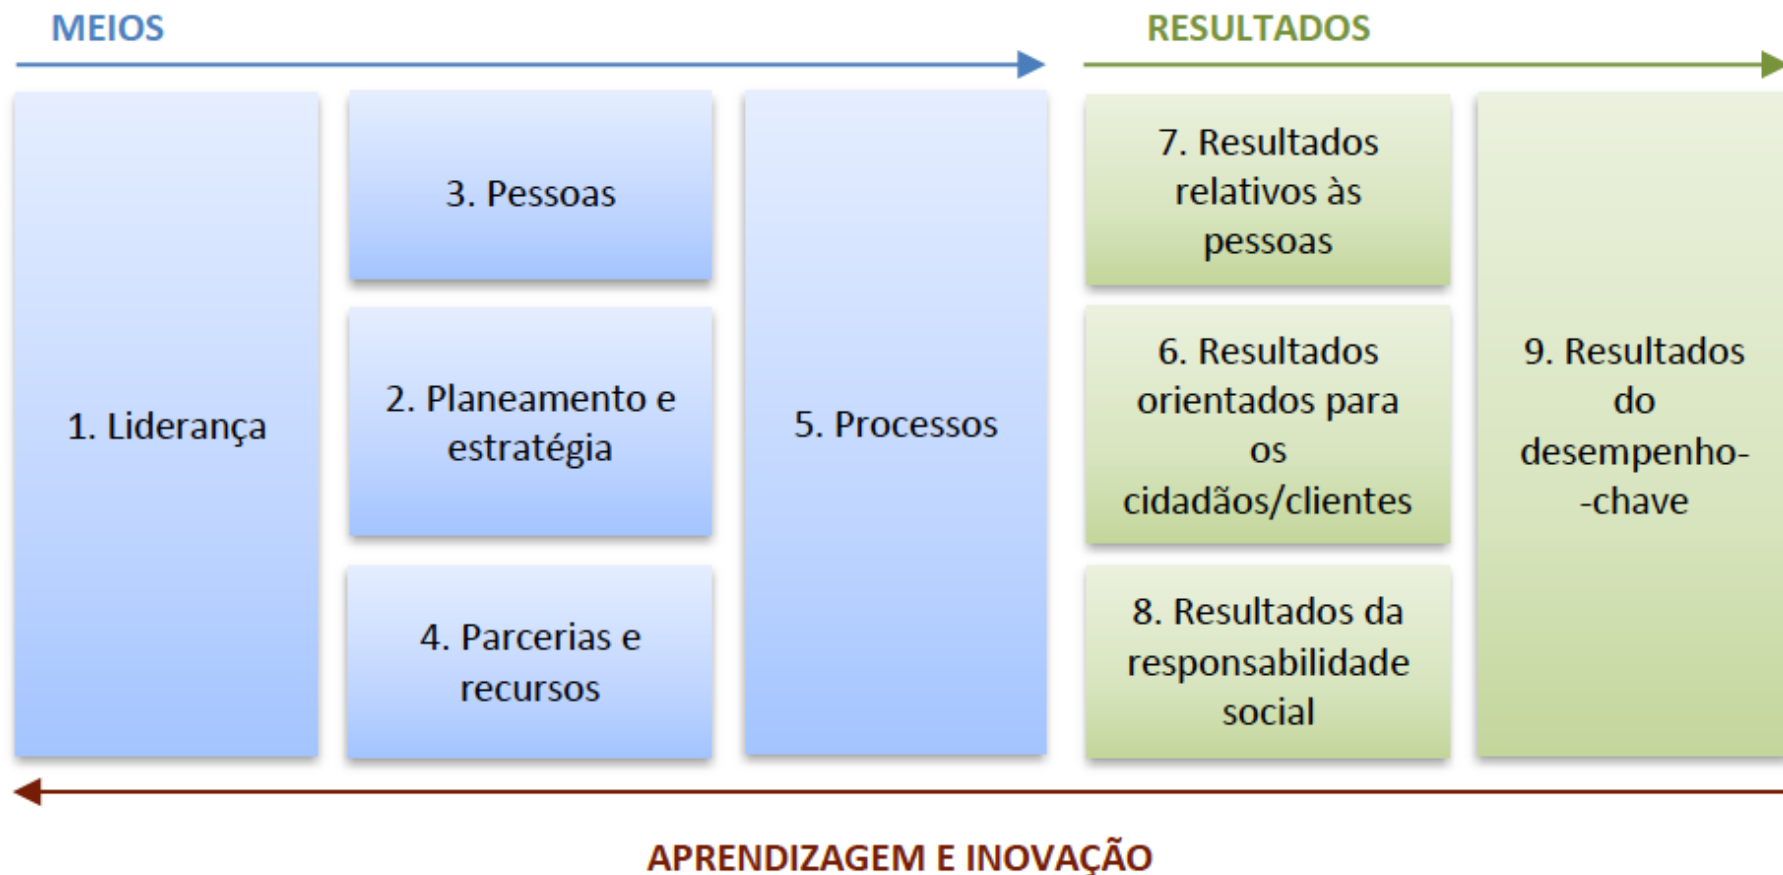 MEIOS
RESULTADOS
1. Liderança
3. Pessoas
2. Planeamento e
estratégia
4. Parcerias e
recursos
5. Processos
7. Resultados
relativos às
pessoas
6. Resultados
orientados para
os
cidadãos/clientes
8. Resultados da
responsabilidade
social
9. Resultados
do
desempenho-
-chave
APRENDIZAGEM E INOVAÇÃO